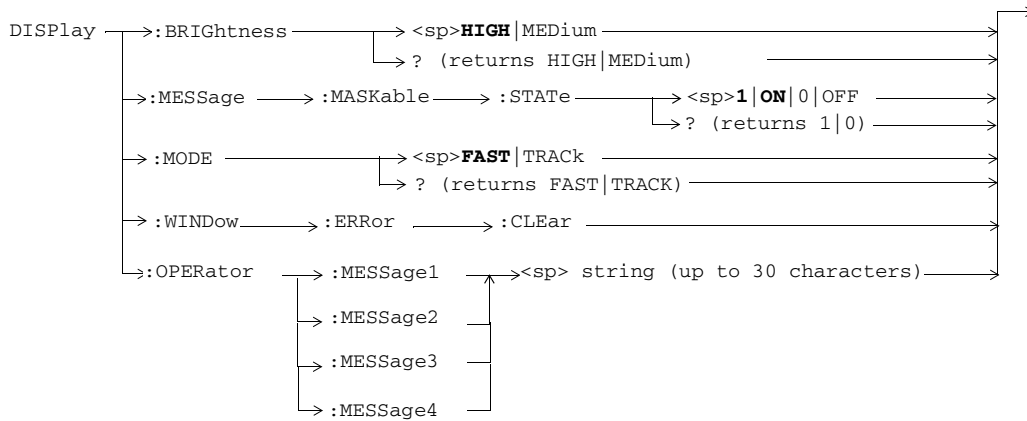 DISPlay :BRIGhtness <sp>HIGH|MEDium
? (returns HIGH|MEDium)
:MESSage :MASKable :STATe <sp>1|ON|0|OFF
? (returns 1|0)
:MODE <sp>FAST|TRACk
? (returns FAST|TRACK)
:WINDow :ERRor :CLEar
:OPERator :MESSage1 <sp> string (up to 30 characters)
:MESSage2
:MESSage3
:MESSage4